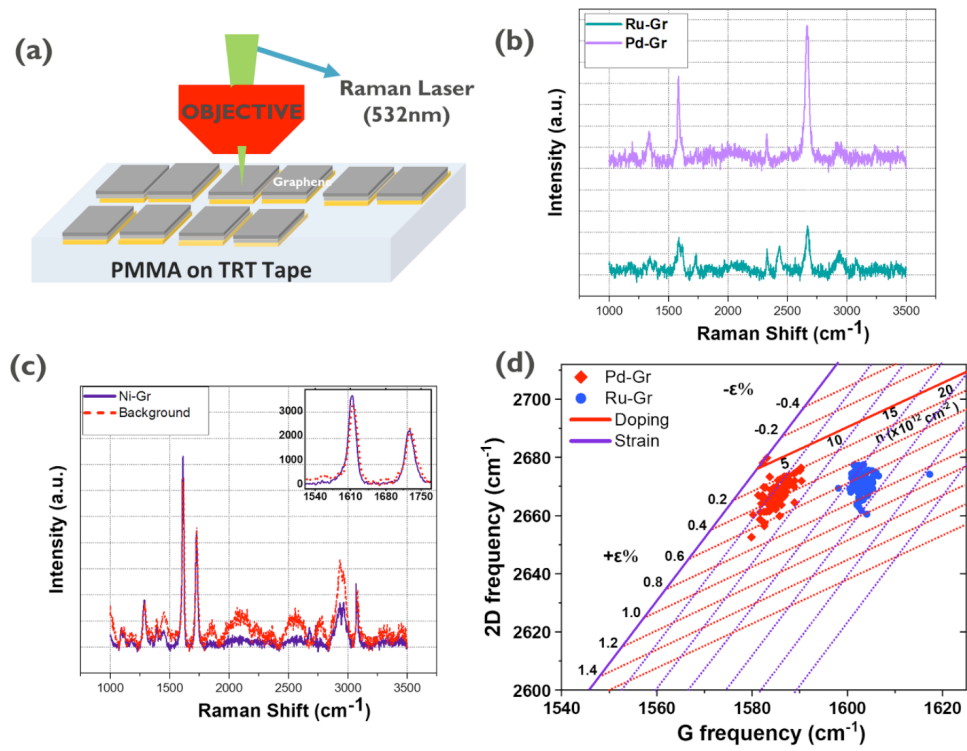 (a)
Raman Laser
(532nm)
OBJECTIVE
Graphene
PMMA on TRT Tape
(b)
Ru-Gr
Pd-Gr
Intensity (a.u.)
1000 1500 2000 2500 3000 3500
Raman Shift (cm-1)
(c)
Ni-Gr
Background
3000
2000
1000
0
1540 1610 1680 1750
Intensity (a.u.)
1000 1500 2000 2500 3000 3500
Raman Shift (cm-1)
(d)
Pd-Gr
Ru-Gr
Doping
Strain
-ε%
-0.4
-0.2
5
10
15
20
n (x10^12 cm-2)
0.2
0.4
0.6
0.8
1.0
1.2
1.4
+ε%
2700
2680
2660
2640
2620
2600
2D frequency (cm-1)
1540 1560 1580 1600 1620
G frequency (cm-1)